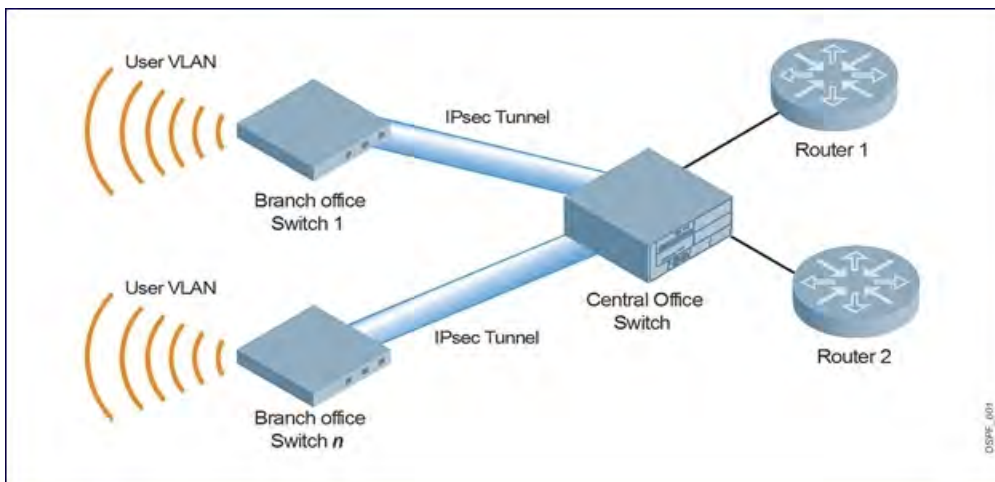 User VLAN
IPsec Tunnel
Router 1
Branch office
Switch 1
User VLAN
Central Office
Switch
IPsec Tunnel
Router 2
Branch office
Switch n
OSPF_001